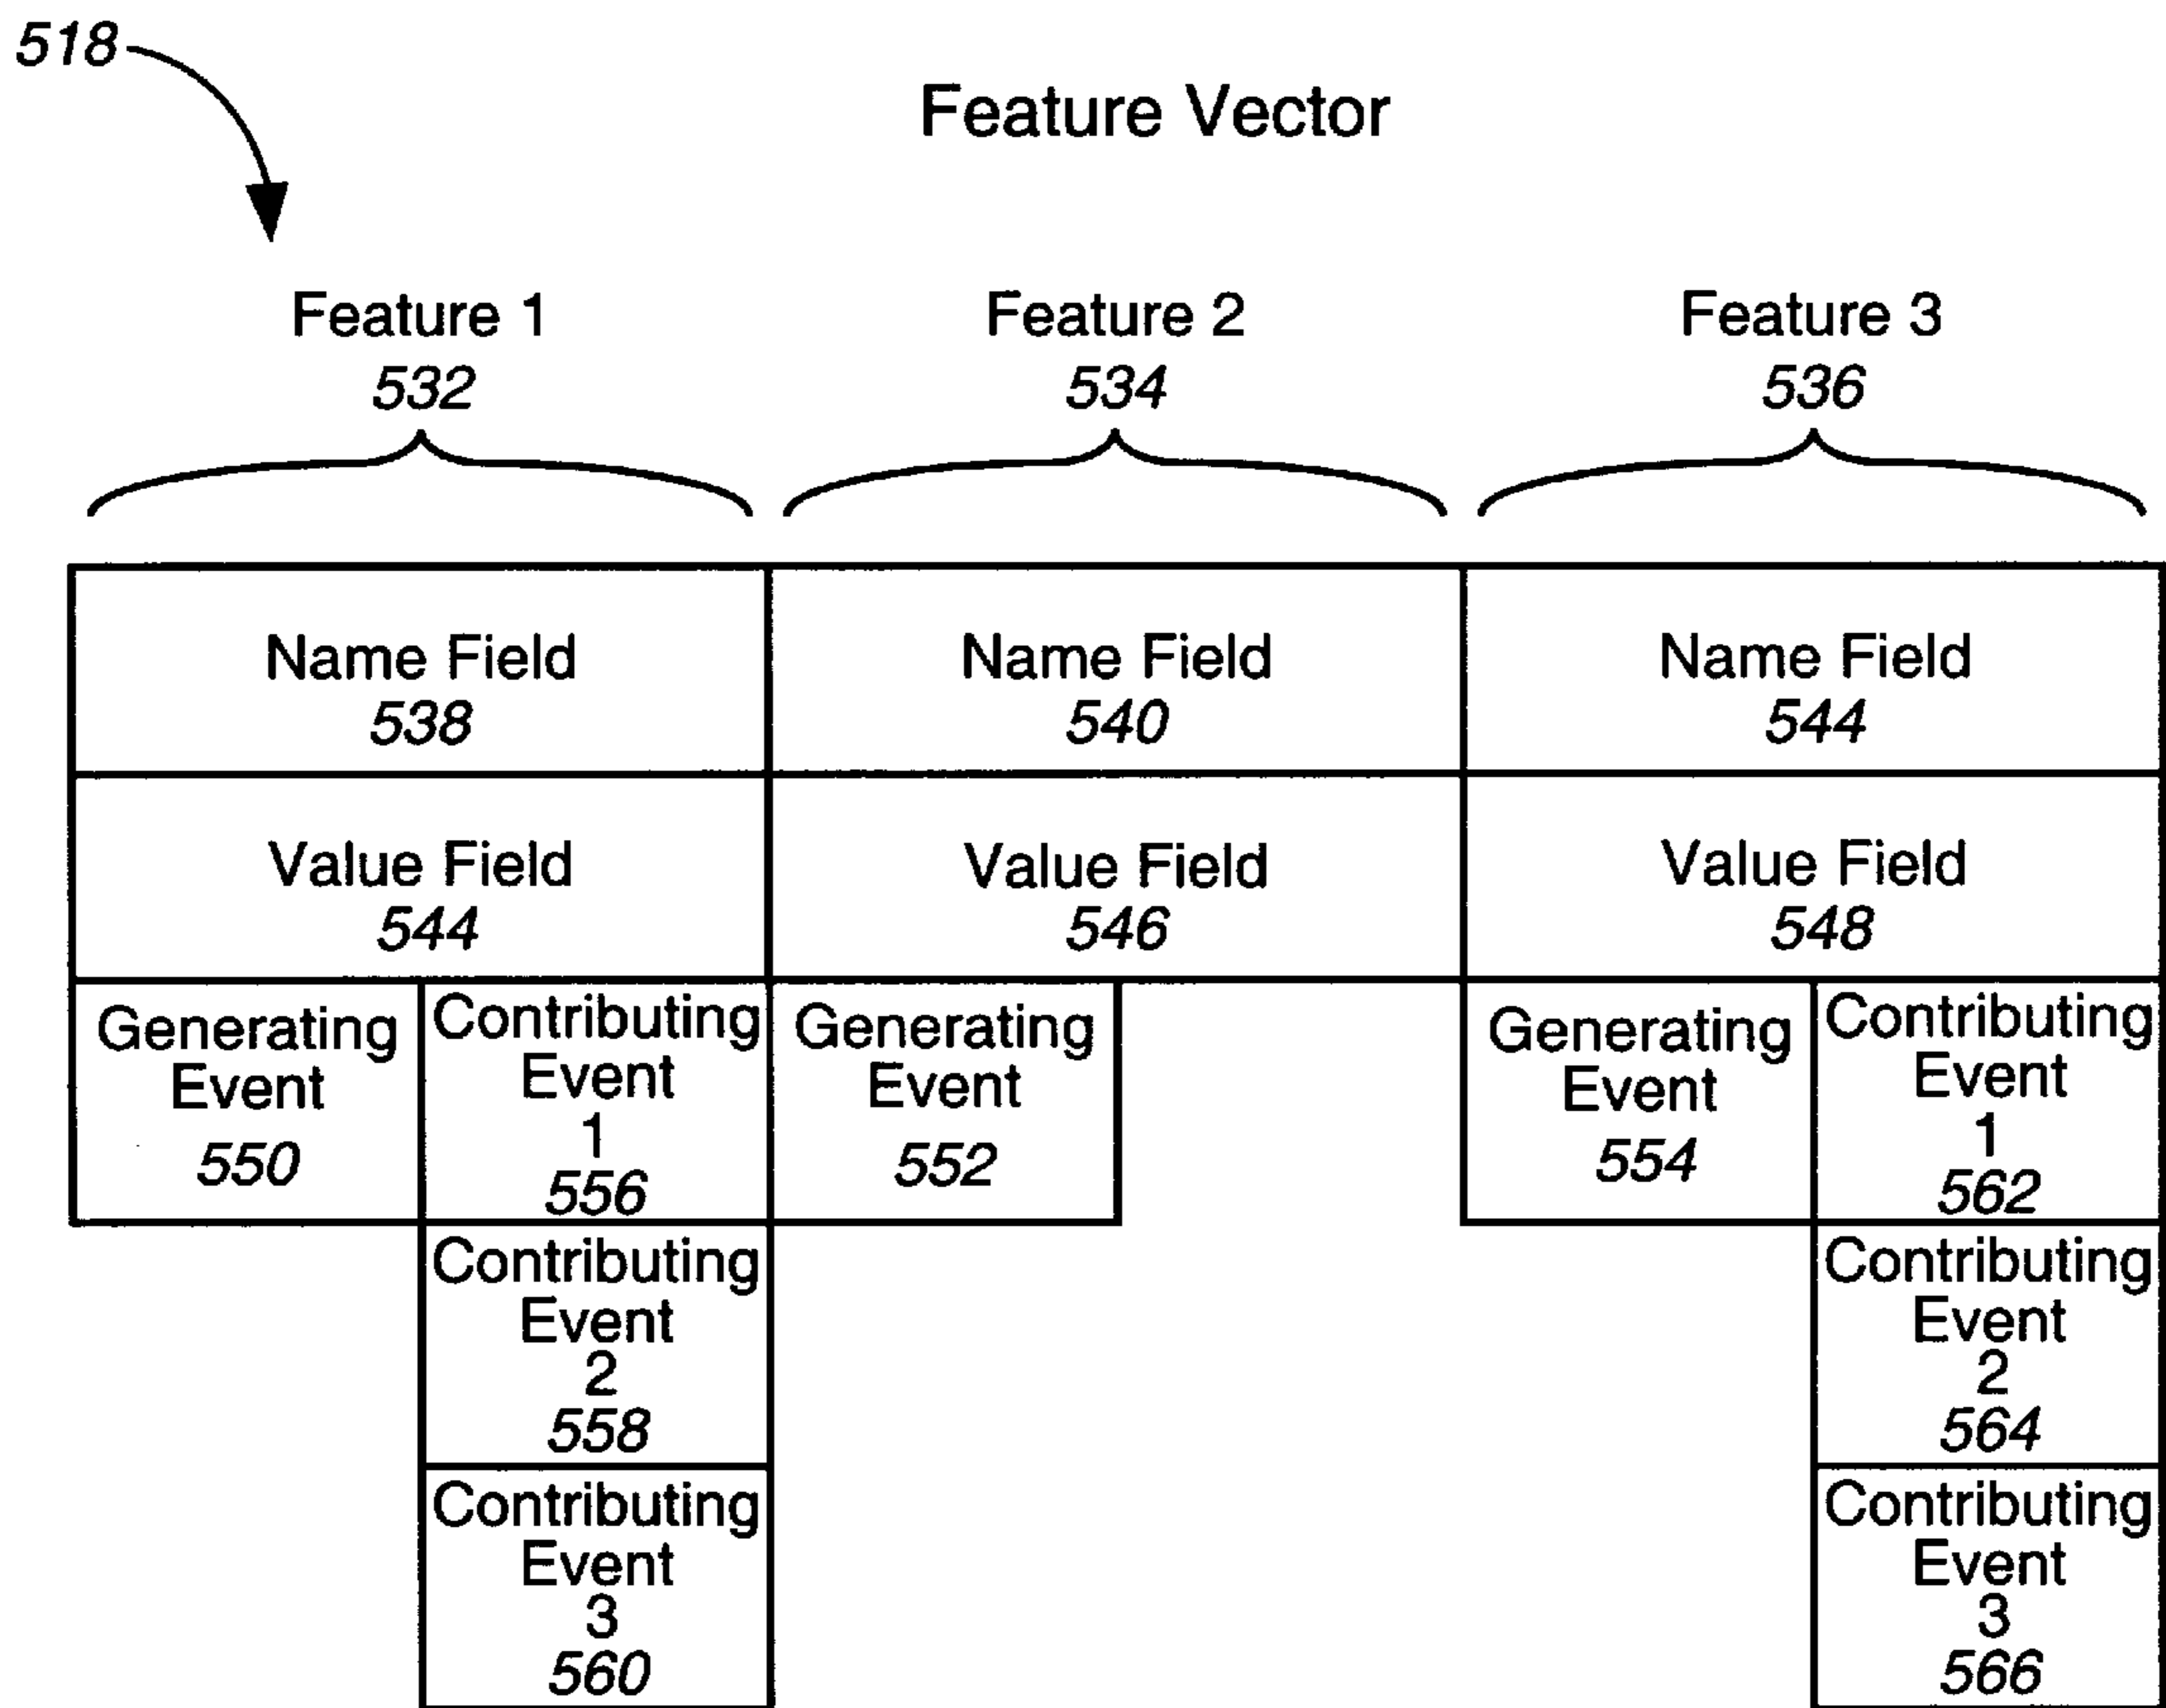 518
Feature Vector
Feature 1
532
Feature 2
534
Feature 3
536
Name Field
538
Name Field
540
Name Field
544
Value Field
544
Value Field
546
Value Field
548
Generating
Event
550
Contributing
Event
1
556
Generating
Event
552
Generating
Event
554
Contributing
Event
1
562
Contributing
Event
2
558
Contributing
Event
2
564
Contributing
Event
3
560
Contributing
Event
3
566